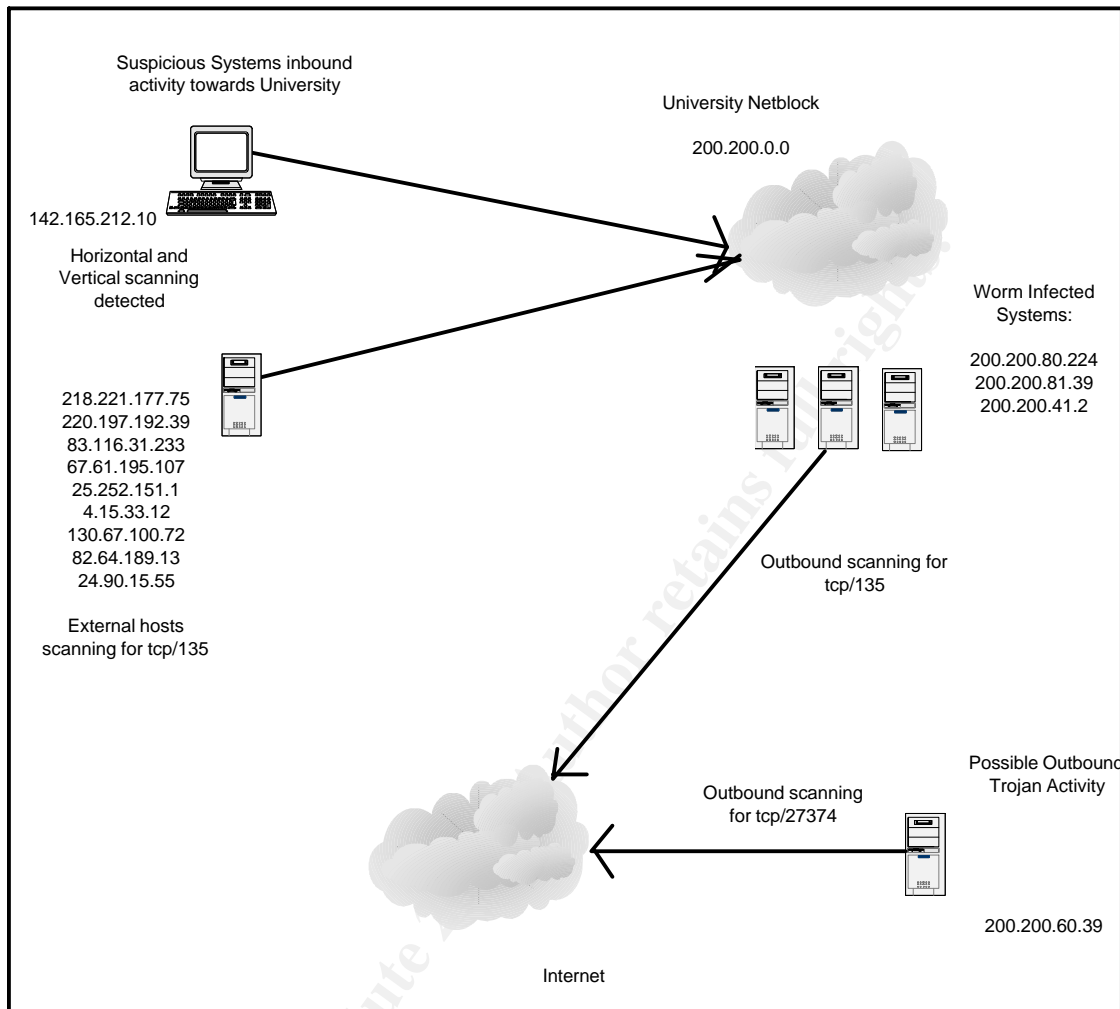 Suspicious Systems inbound
activity towards University
University Netblock
200.200.0.0
142.165.212.10
Horizontal and
Vertical scanning
detected
Worm Infected
Systems:
200.200.80.224
200.200.81.39
200.200.41.2
218.221.177.75
220.197.192.39
83.116.31.233
67.61.195.107
25.252.151.1
4.15.33.12
130.67.100.72
82.64.189.13
24.90.15.55
External hosts
scanning for tcp/135
Outbound scanning for
tcp/135
Possible Outbound
Trojan Activity
Outbound scanning
for tcp/27374
200.200.60.39
Internet
author retains full rights.